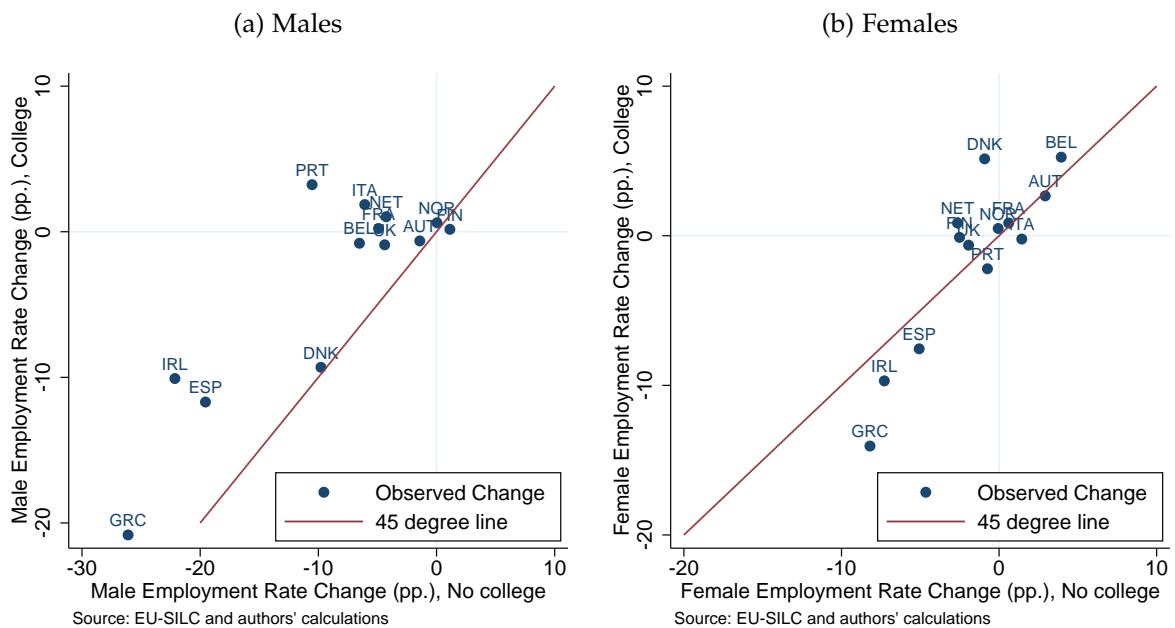 (a) Males
10
0
-10
-20
Male Employment Rate Change (pp.), College
PRT
ITA
NET
FRA
NOR
FIN
BEL
UK
AUT
DNK
IRL
ESP
GRC
Observed Change
45 degree line
-30
-20
-10
0
10
Male Employment Rate Change (pp.), No college
Source: EU-SILC and authors' calculations
(b) Females
10
0
-10
-20
Female Employment Rate Change (pp.), College
DNK
BEL
AUT
NET
FRA
NOR
FIN
UK
ITA
PRT
ESP
IRL
GRC
Observed Change
45 degree line
-20
-10
0
10
Female Employment Rate Change (pp.), No college
Source: EU-SILC and authors' calculations